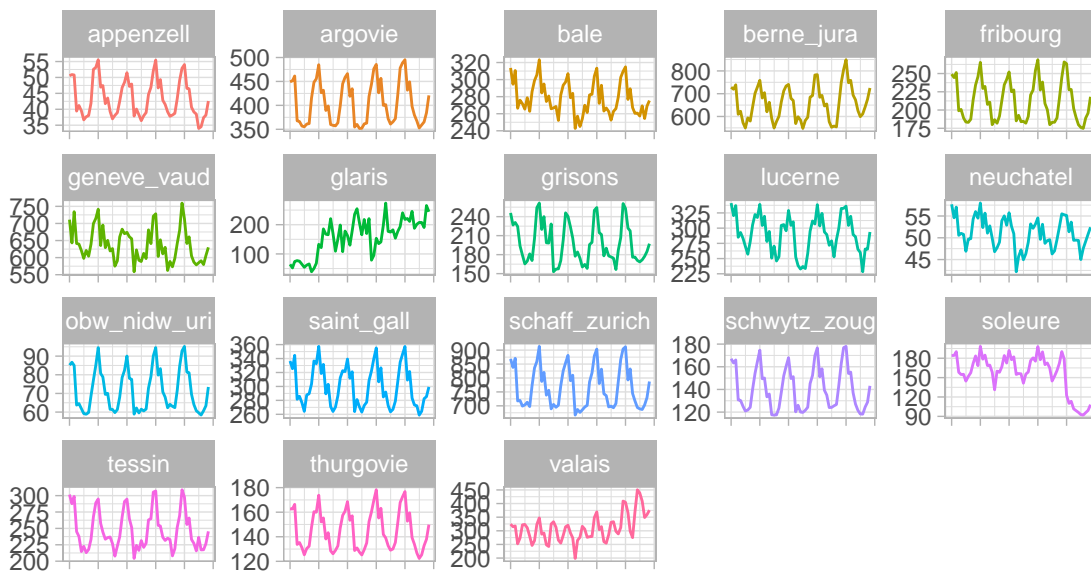 appenzell argovie bale berne_jura fribourg
55 50 45 40 35
500 450 400 350
320 300 280 260 240
800 700 600
250 225 200 175
geneve_vaud glaris grisons lucerne neuchatel
750 700 650 600 550
200 100
240 210 180 150
325 300 275 250 225
55 50 45
obw_nidw_uri saint_gall schaff_zurich schwytz_zoug soleure
90 80 70 60
360 340 320 300 280 260
900 850 800 750 700
180 160 140 120
180 150 120 90
tessin thurgovie valais
300 275 250 225 200
180 160 140 120
450 400 350 300 250 200